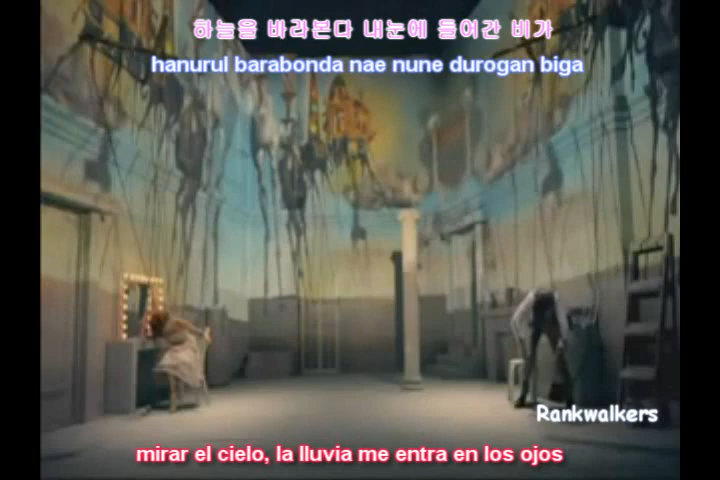 하늘을 바라본다 내눈에 들어간 비가
hanurul barabonda nae nune durogan biga
Rankwalkers
mirar el cielo, la lluvia me entra en los ojos